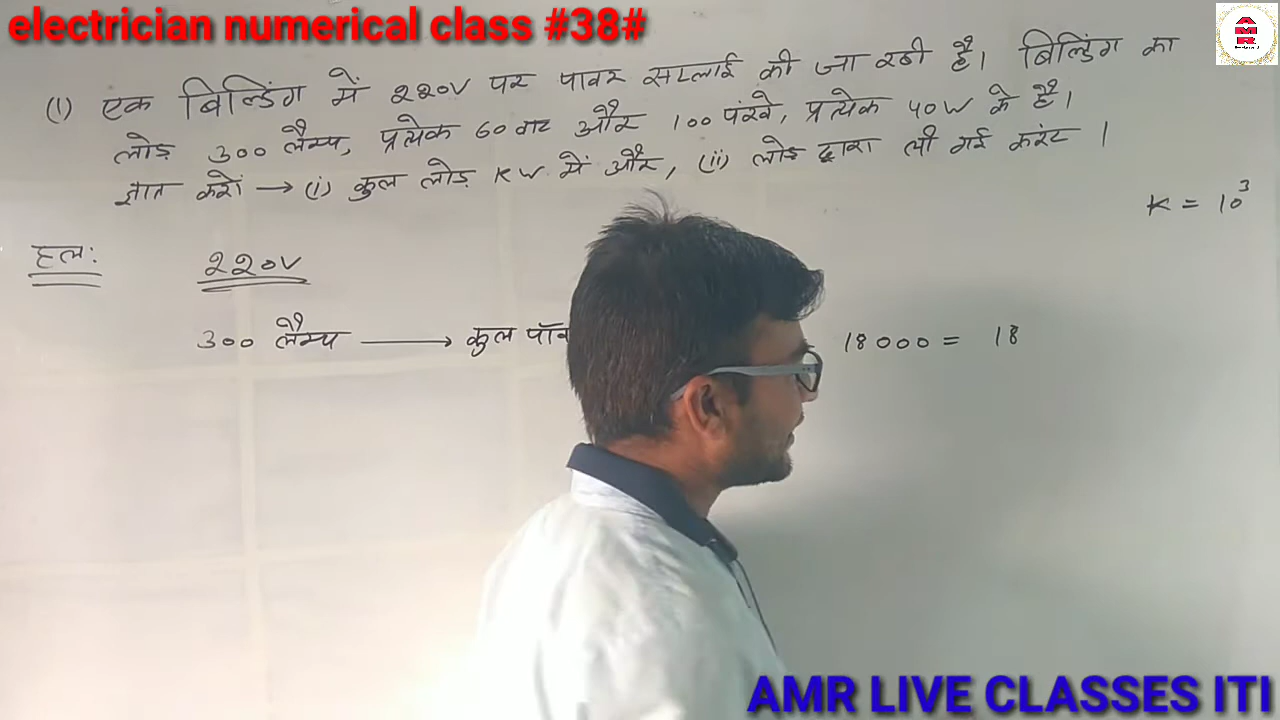 electrician numerical class #38#
AMR
(1) एक बिल्डिंग में 220V पर पावर सप्लाई की जा रही है। बिल्डिंग का
लोड़ 300 लैम्प, प्रत्येक 60 वाट और 100 पंखे, प्रत्येक 40W के है।
ज्ञात करों → (i) कुल लोड़ KW में और, (ii) लोड़ द्वारा ली गई करंट ।
K = 10³
हल:
220V
300 लैम्प → कुल 18000 = 18
AMR LIVE CLASSES ITI